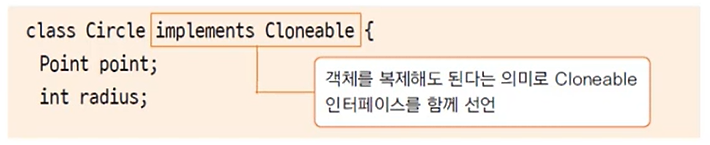 class Circle implements Cloneable {
Point point;
int radius;
객체를 복제해도 된다는 의미로 Cloneable
인터페이스를 함께 선언